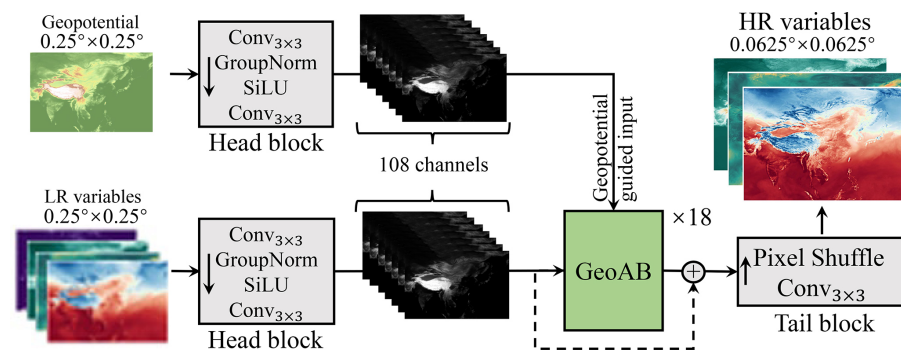 Geopotential
0.25°×0.25°
Conv3×3
GroupNorm
SiLU
Conv3×3
Head block
108 channels
LR variables
0.25°×0.25°
Conv3×3
GroupNorm
SiLU
Conv3×3
Head block
Geopotential
guided input
GeoAB
×18
+
HR variables
0.0625°×0.0625°
Pixel Shuffle
Conv3×3
Tail block